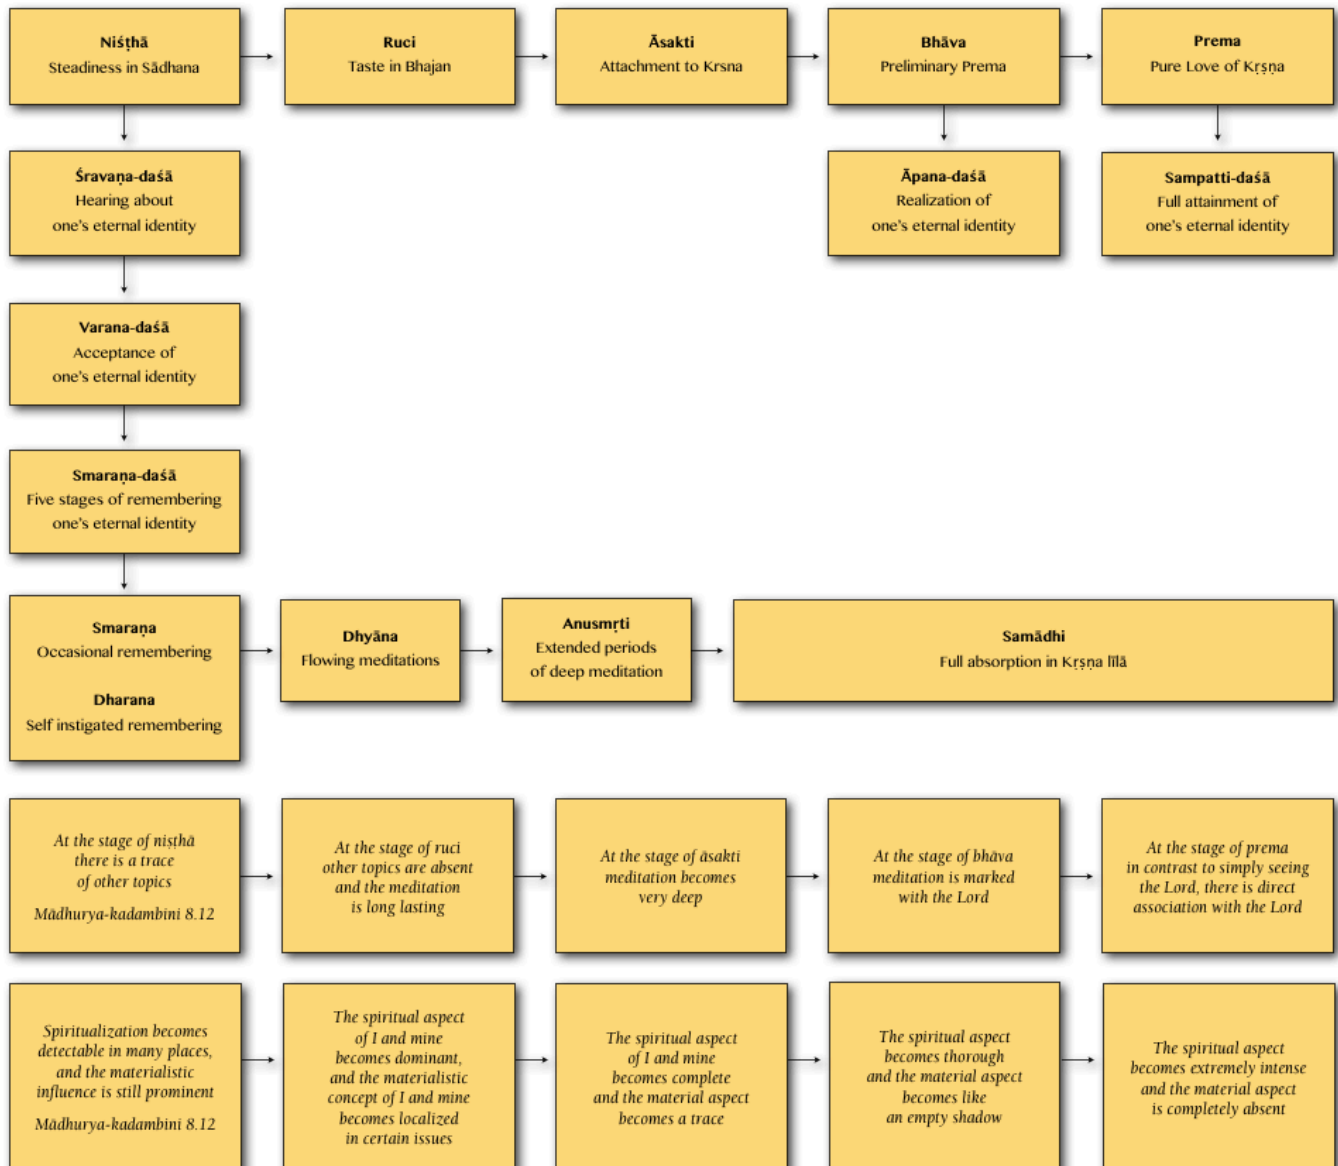 Niśṭhā
Steadiness in Sādhana
Ruci
Taste in Bhajan
Āsakti
Attachment to Krsna
Bhāva
Preliminary Prema
Prema
Pure Love of Kṛṣṇa
Śravaṇa-daśā
Hearing about
one's eternal identity
Āpana-daśā
Realization of
one's eternal identity
Sampatti-daśā
Full attainment of
one's eternal identity
Varana-daśā
Acceptance of
one's eternal identity
Smaraṇa-daśā
Five stages of remembering
one's eternal identity
Smaraṇa
Occasional remembering
Dharana
Self instigated remembering
Dhyāna
Flowing meditations
Anusmṛti
Extended periods
of deep meditation
Samādhi
Full absorption in Kṛṣṇa līlā
At the stage of niṣṭhā
there is a trace
of other topics
Mādhurya-kadambini 8.12
At the stage of ruci
other topics are absent
and the meditation
is long lasting
At the stage of āsakti
meditation becomes
very deep
At the stage of bhāva
meditation is marked
with the Lord
At the stage of prema
in contrast to simply seeing
the Lord, there is direct
association with the Lord
Spiritualization becomes
detectable in many places,
and the materialistic
influence is still prominent
Mādhurya-kadambini 8.12
The spiritual aspect
of I and mine
becomes dominant,
and the materialistic
concept of I and mine
becomes localized
in certain issues
The spiritual aspect
of I and mine
becomes complete
and the material aspect
becomes a trace
The spiritual aspect
becomes thorough
and the material aspect
becomes like
an empty shadow
The spiritual aspect
becomes extremely intense
and the material aspect
is completely absent